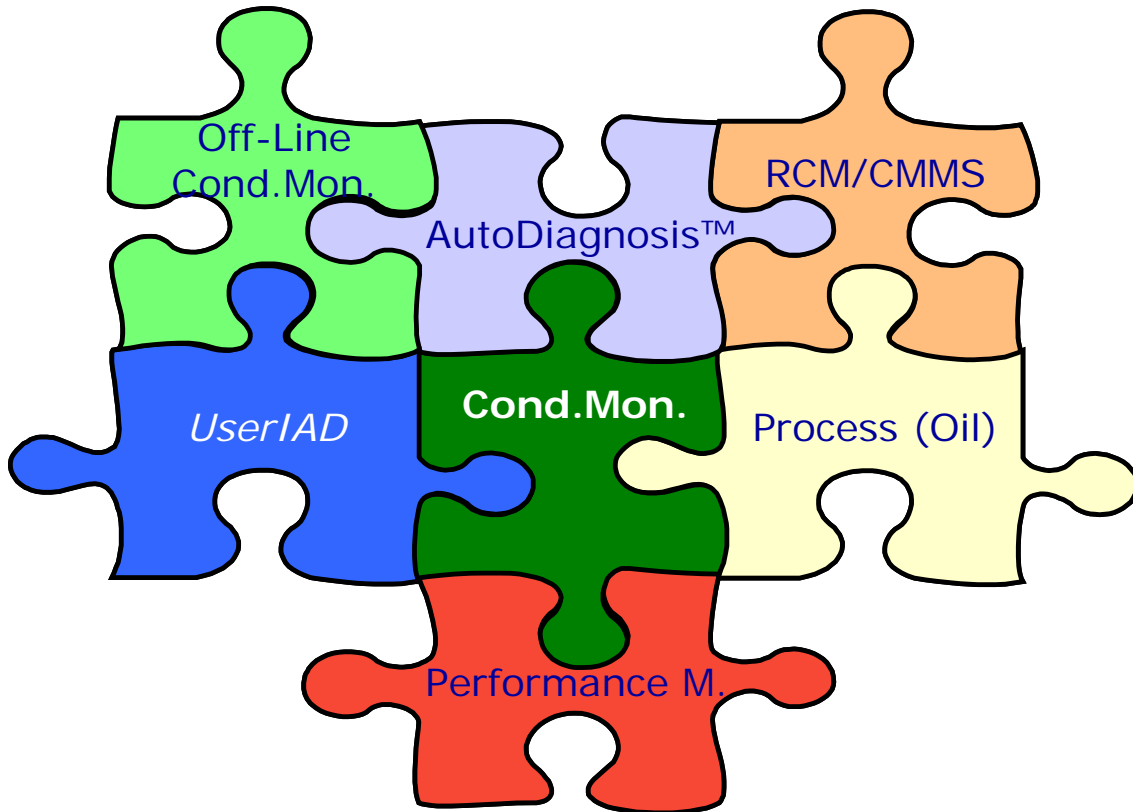 Off-Line
Cond.Mon.
AutoDiagnosis™
RCM/CMMS
UserIAD
Cond.Mon.
Process (Oil)
Performance M.